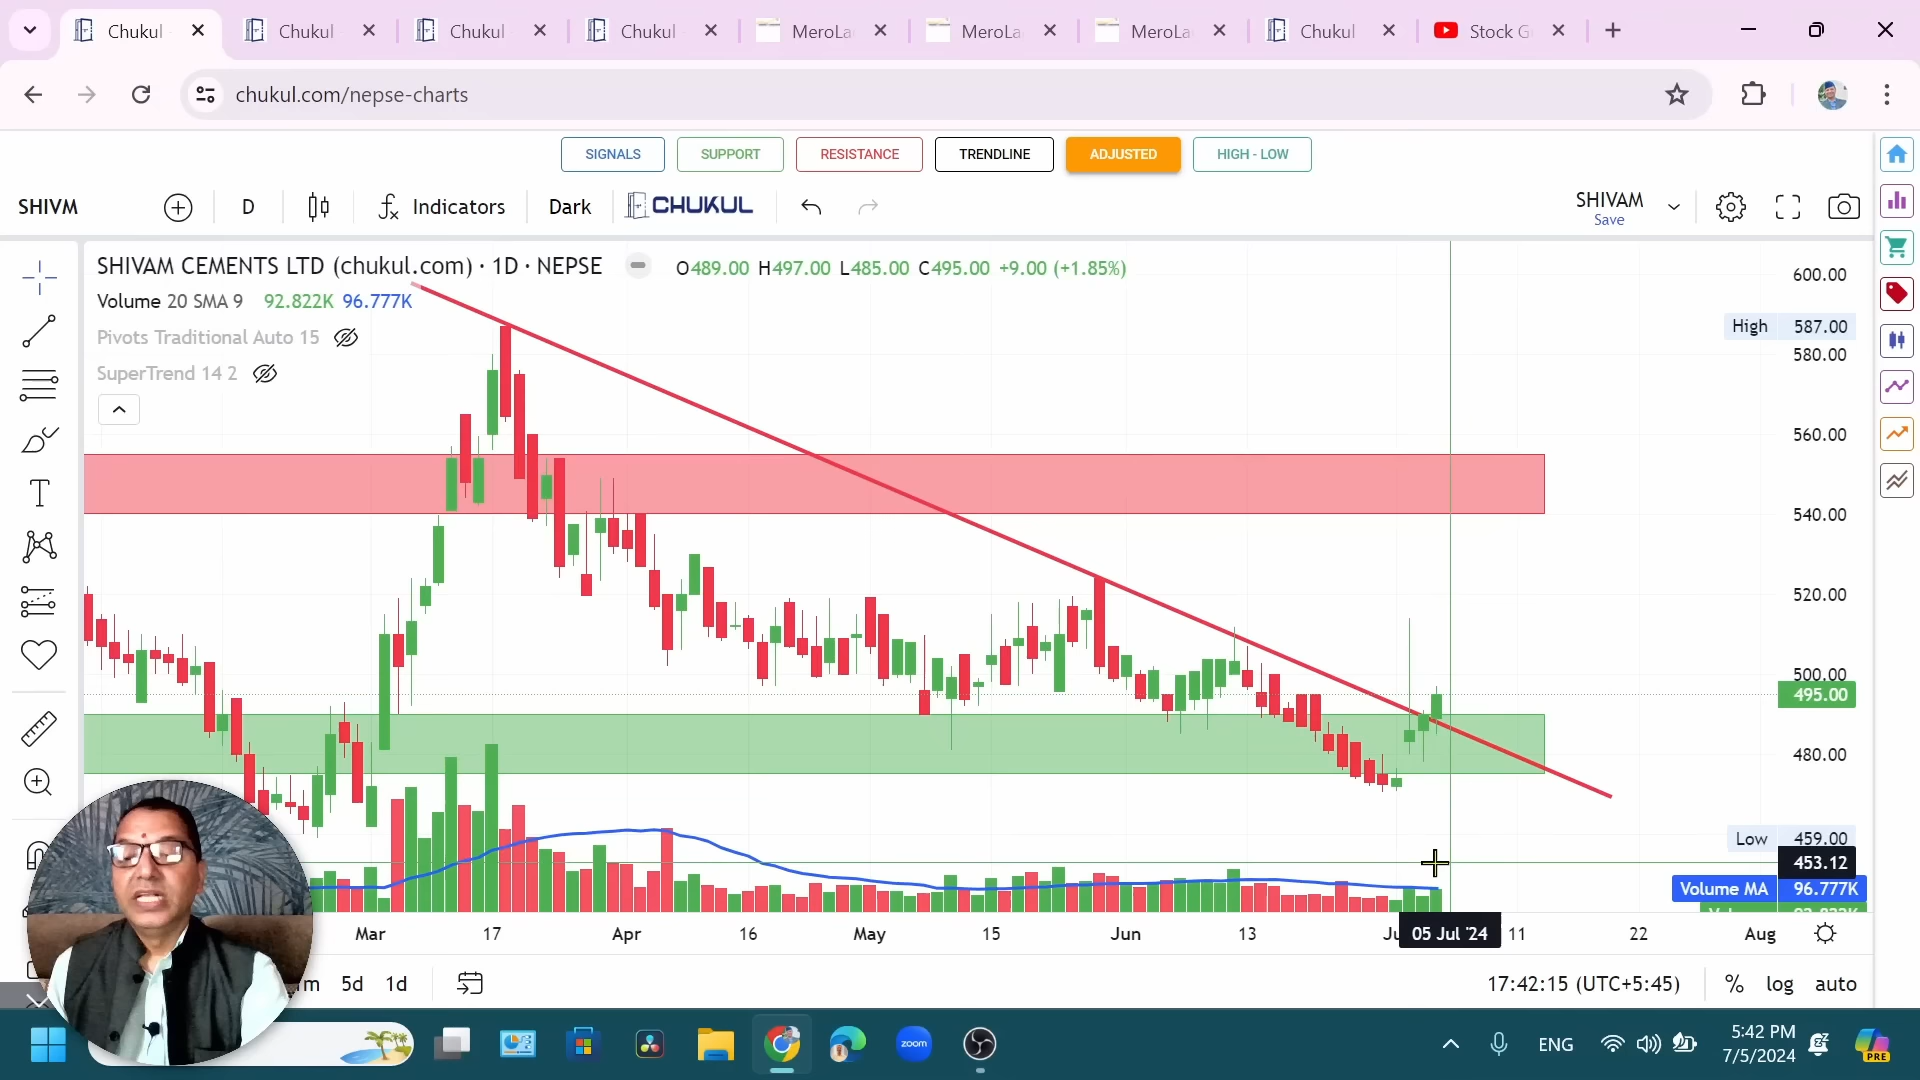 Chukul
Chukul
Chukul
Chukul
MeroLa
MeroLa
MeroLa
Chukul
Stock G
chukul.com/nepse-charts
SIGNALS
SUPPORT
RESISTANCE
TRENDLINE
ADJUSTED
HIGH - LOW
SHIVM
D
Indicators
Dark
CHUKUL
SHIVAM
Save
SHIVAM CEMENTS LTD (chukul.com) · 1D · NEPSE
O489.00 H497.00 L485.00 C495.00 +9.00 (+1.85%)
Volume 20 SMA 9 92.822K 96.777K
Pivots Traditional Auto 15
SuperTrend 14 2
600.00
High 587.00
580.00
560.00
540.00
520.00
500.00
495.00
480.00
Low 459.00
453.12
Volume MA 96.777K
Mar
17
Apr
16
May
15
Jun
13
05 Jul '24
11
22
Aug
5d
1d
17:42:15 (UTC+5:45)
%
log
auto
zoom
ENG
5:42 PM
7/5/2024
PRE